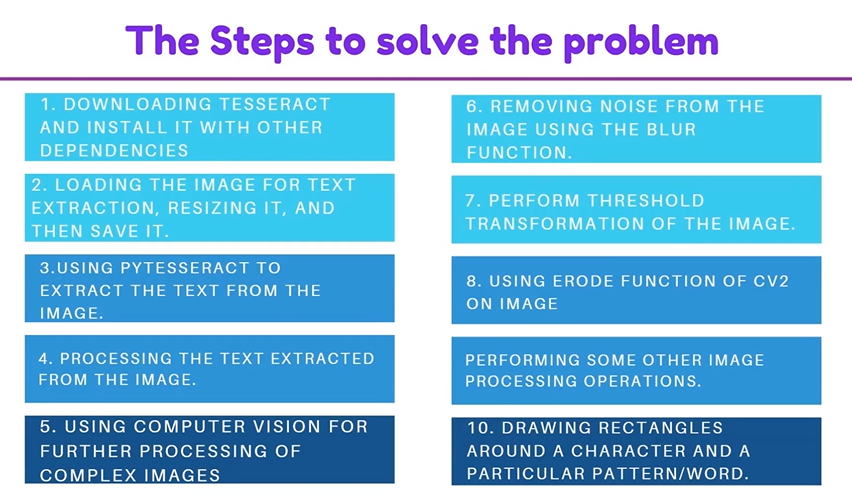 The Steps to solve the problem
1. DOWNLOADING TESSERACT
AND INSTALL IT WITH OTHER
DEPENDENCIES
2. LOADING THE IMAGE FOR TEXT
EXTRACTION, RESIZING IT, AND
THEN SAVE IT.
3.USING PYTESSERACT TO
EXTRACT THE TEXT FROM THE
IMAGE.
4. PROCESSING THE TEXT EXTRACTED
FROM THE IMAGE.
5. USING COMPUTER VISION FOR
FURTHER PROCESSING OF
COMPLEX IMAGES
6. REMOVING NOISE FROM THE
IMAGE USING THE BLUR
FUNCTION.
7. PERFORM THRESHOLD
TRANSFORMATION OF THE IMAGE.
8. USING ERODE FUNCTION OF CV2
ON IMAGE
PERFORMING SOME OTHER IMAGE
PROCESSING OPERATIONS.
10. DRAWING RECTANGLES
AROUND A CHARACTER AND A
PARTICULAR PATTERN/WORD.